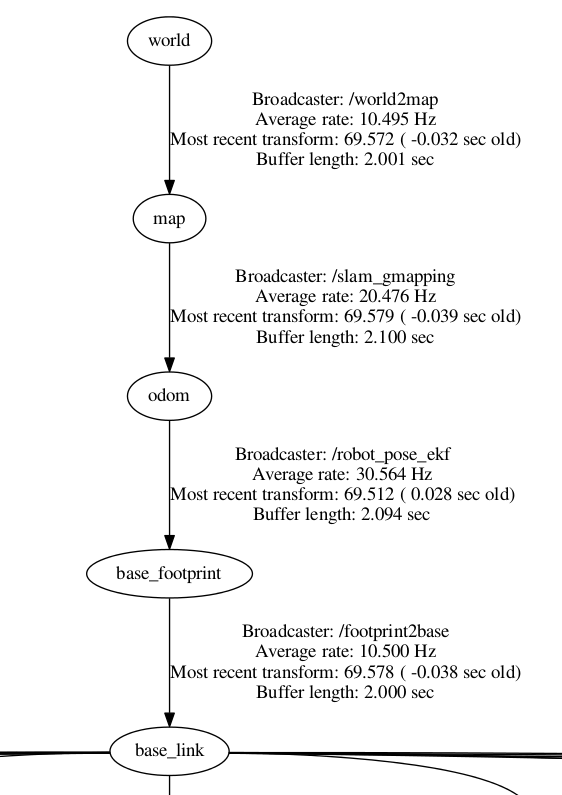 world
Broadcaster: /world2map
Average rate: 10.495 Hz
Most recent transform: 69.572 ( -0.032 sec old)
Buffer length: 2.001 sec
map
Broadcaster: /slam_gmapping
Average rate: 20.476 Hz
Most recent transform: 69.579 ( -0.039 sec old)
Buffer length: 2.100 sec
odom
Broadcaster: /robot_pose_ekf
Average rate: 30.564 Hz
Most recent transform: 69.512 ( 0.028 sec old)
Buffer length: 2.094 sec
base_footprint
Broadcaster: /footprint2base
Average rate: 10.500 Hz
Most recent transform: 69.578 ( -0.038 sec old)
Buffer length: 2.000 sec
base_link